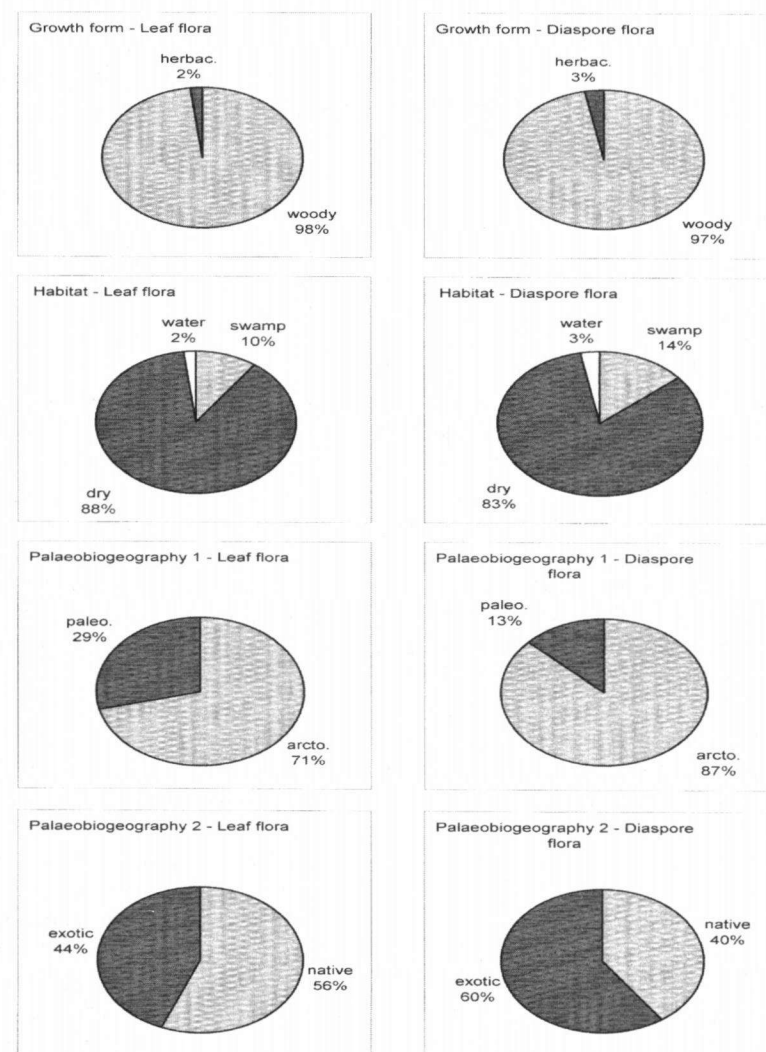 Growth form - Leaf flora
herbac.
2%
woody
98%
Growth form - Diaspore flora
herbac.
3%
woody
97%
Habitat - Leaf flora
water
2%
swamp
10%
dry
88%
Habitat - Diaspore flora
water
3%
swamp
14%
dry
83%
Palaeobiogeography 1 - Leaf flora
paleo.
29%
arcto.
71%
Palaeobiogeography 1 - Diaspore
flora
paleo.
13%
arcto.
87%
Palaeobiogeography 2 - Leaf flora
exotic
44%
native
56%
Palaeobiogeography 2 - Diaspore
flora
native
40%
exotic
60%